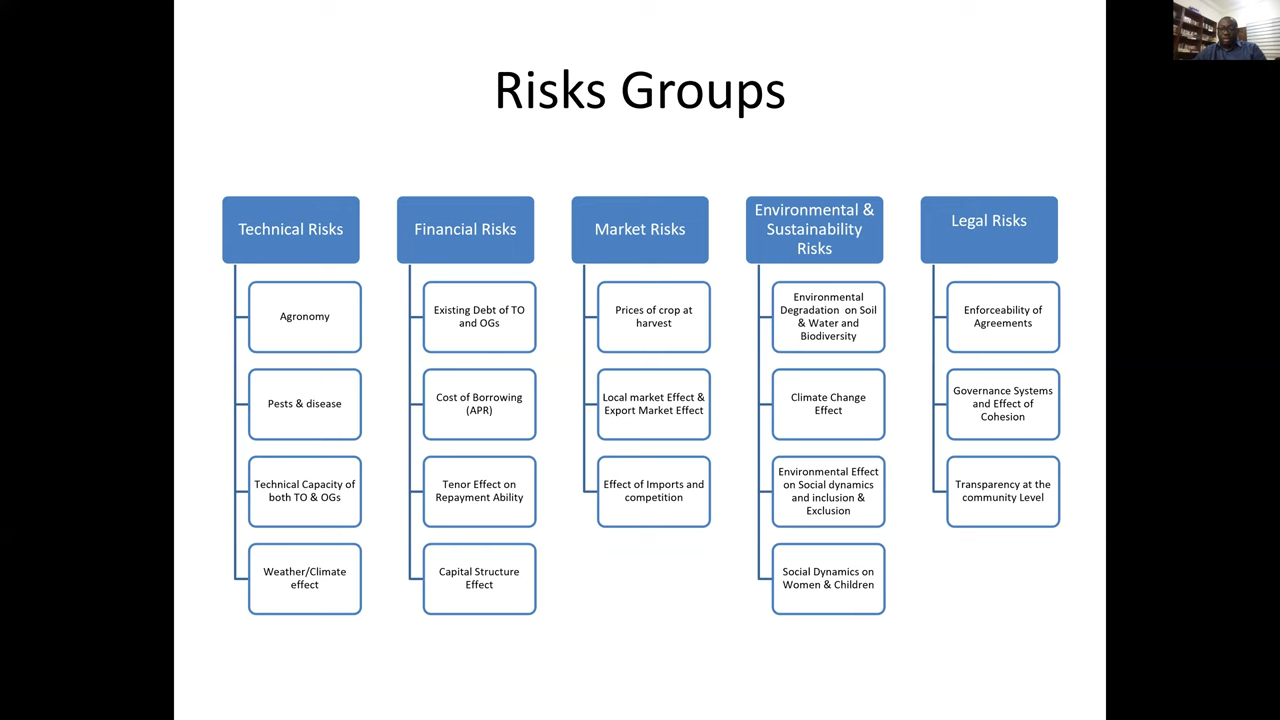 Risks Groups
Technical Risks
Agronomy
Pests & disease
Technical Capacity of
both TO & OGs
Weather/Climate
effect
Financial Risks
Existing Debt of TO
and OGs
Cost of Borrowing
(APR)
Tenor Effect on
Repayment Ability
Capital Structure
Effect
Market Risks
Prices of crop at
harvest
Local market Effect &
Export Market Effect
Effect of Imports and
competition
Environmental &
Sustainability
Risks
Environmental
Degradation on Soil
& Water and
Biodiversity
Climate Change
Effect
Environmental Effect
on Social dynamics
and inclusion &
Exclusion
Social Dynamics on
Women & Children
Legal Risks
Enforceability of
Agreements
Governance Systems
and Effect of
Cohesion
Transparency at the
community Level